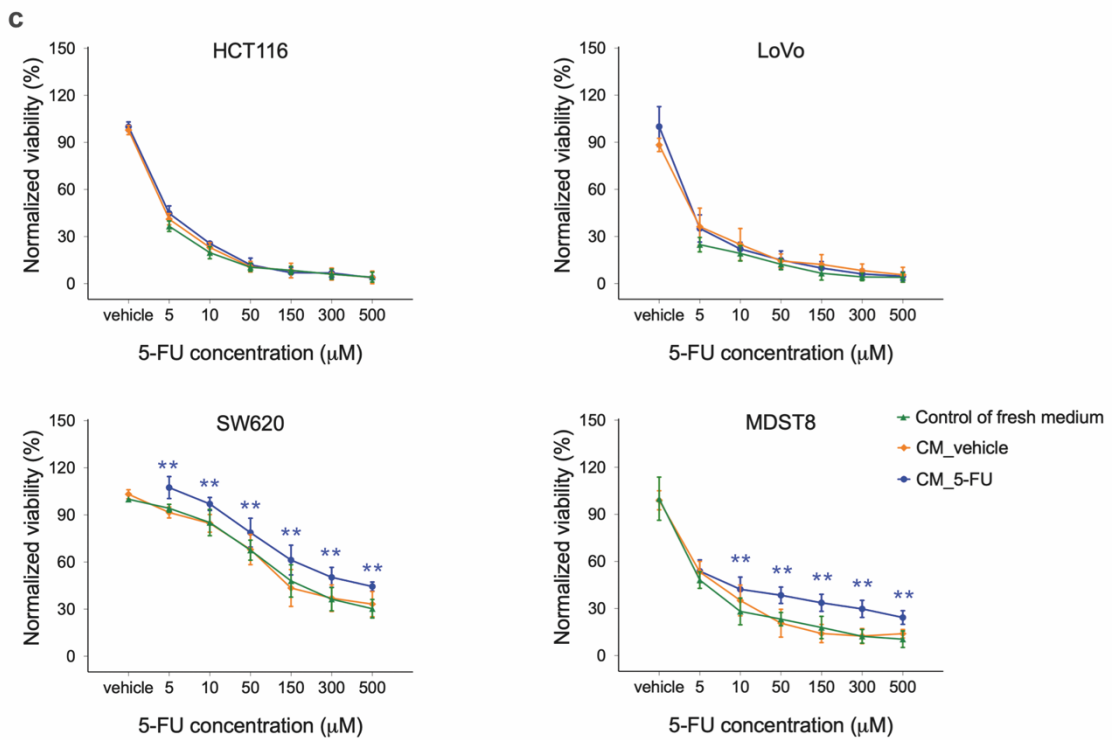 c
HCT116
Normalized viability (%)
150
120
90
60
30
0
vehicle 5 10 50 150 300 500
5-FU concentration (μM)
LoVo
Normalized viability (%)
150
120
90
60
30
0
vehicle 5 10 50 150 300 500
5-FU concentration (μM)
SW620
Normalized viability (%)
150
120
90
60
30
0
** ** ** ** ** **
vehicle 5 10 50 150 300 500
5-FU concentration (μM)
MDST8
Normalized viability (%)
150
120
90
60
30
0
** ** ** ** **
vehicle 5 10 50 150 300 500
5-FU concentration (μM)
Control of fresh medium
CM_vehicle
CM_5-FU